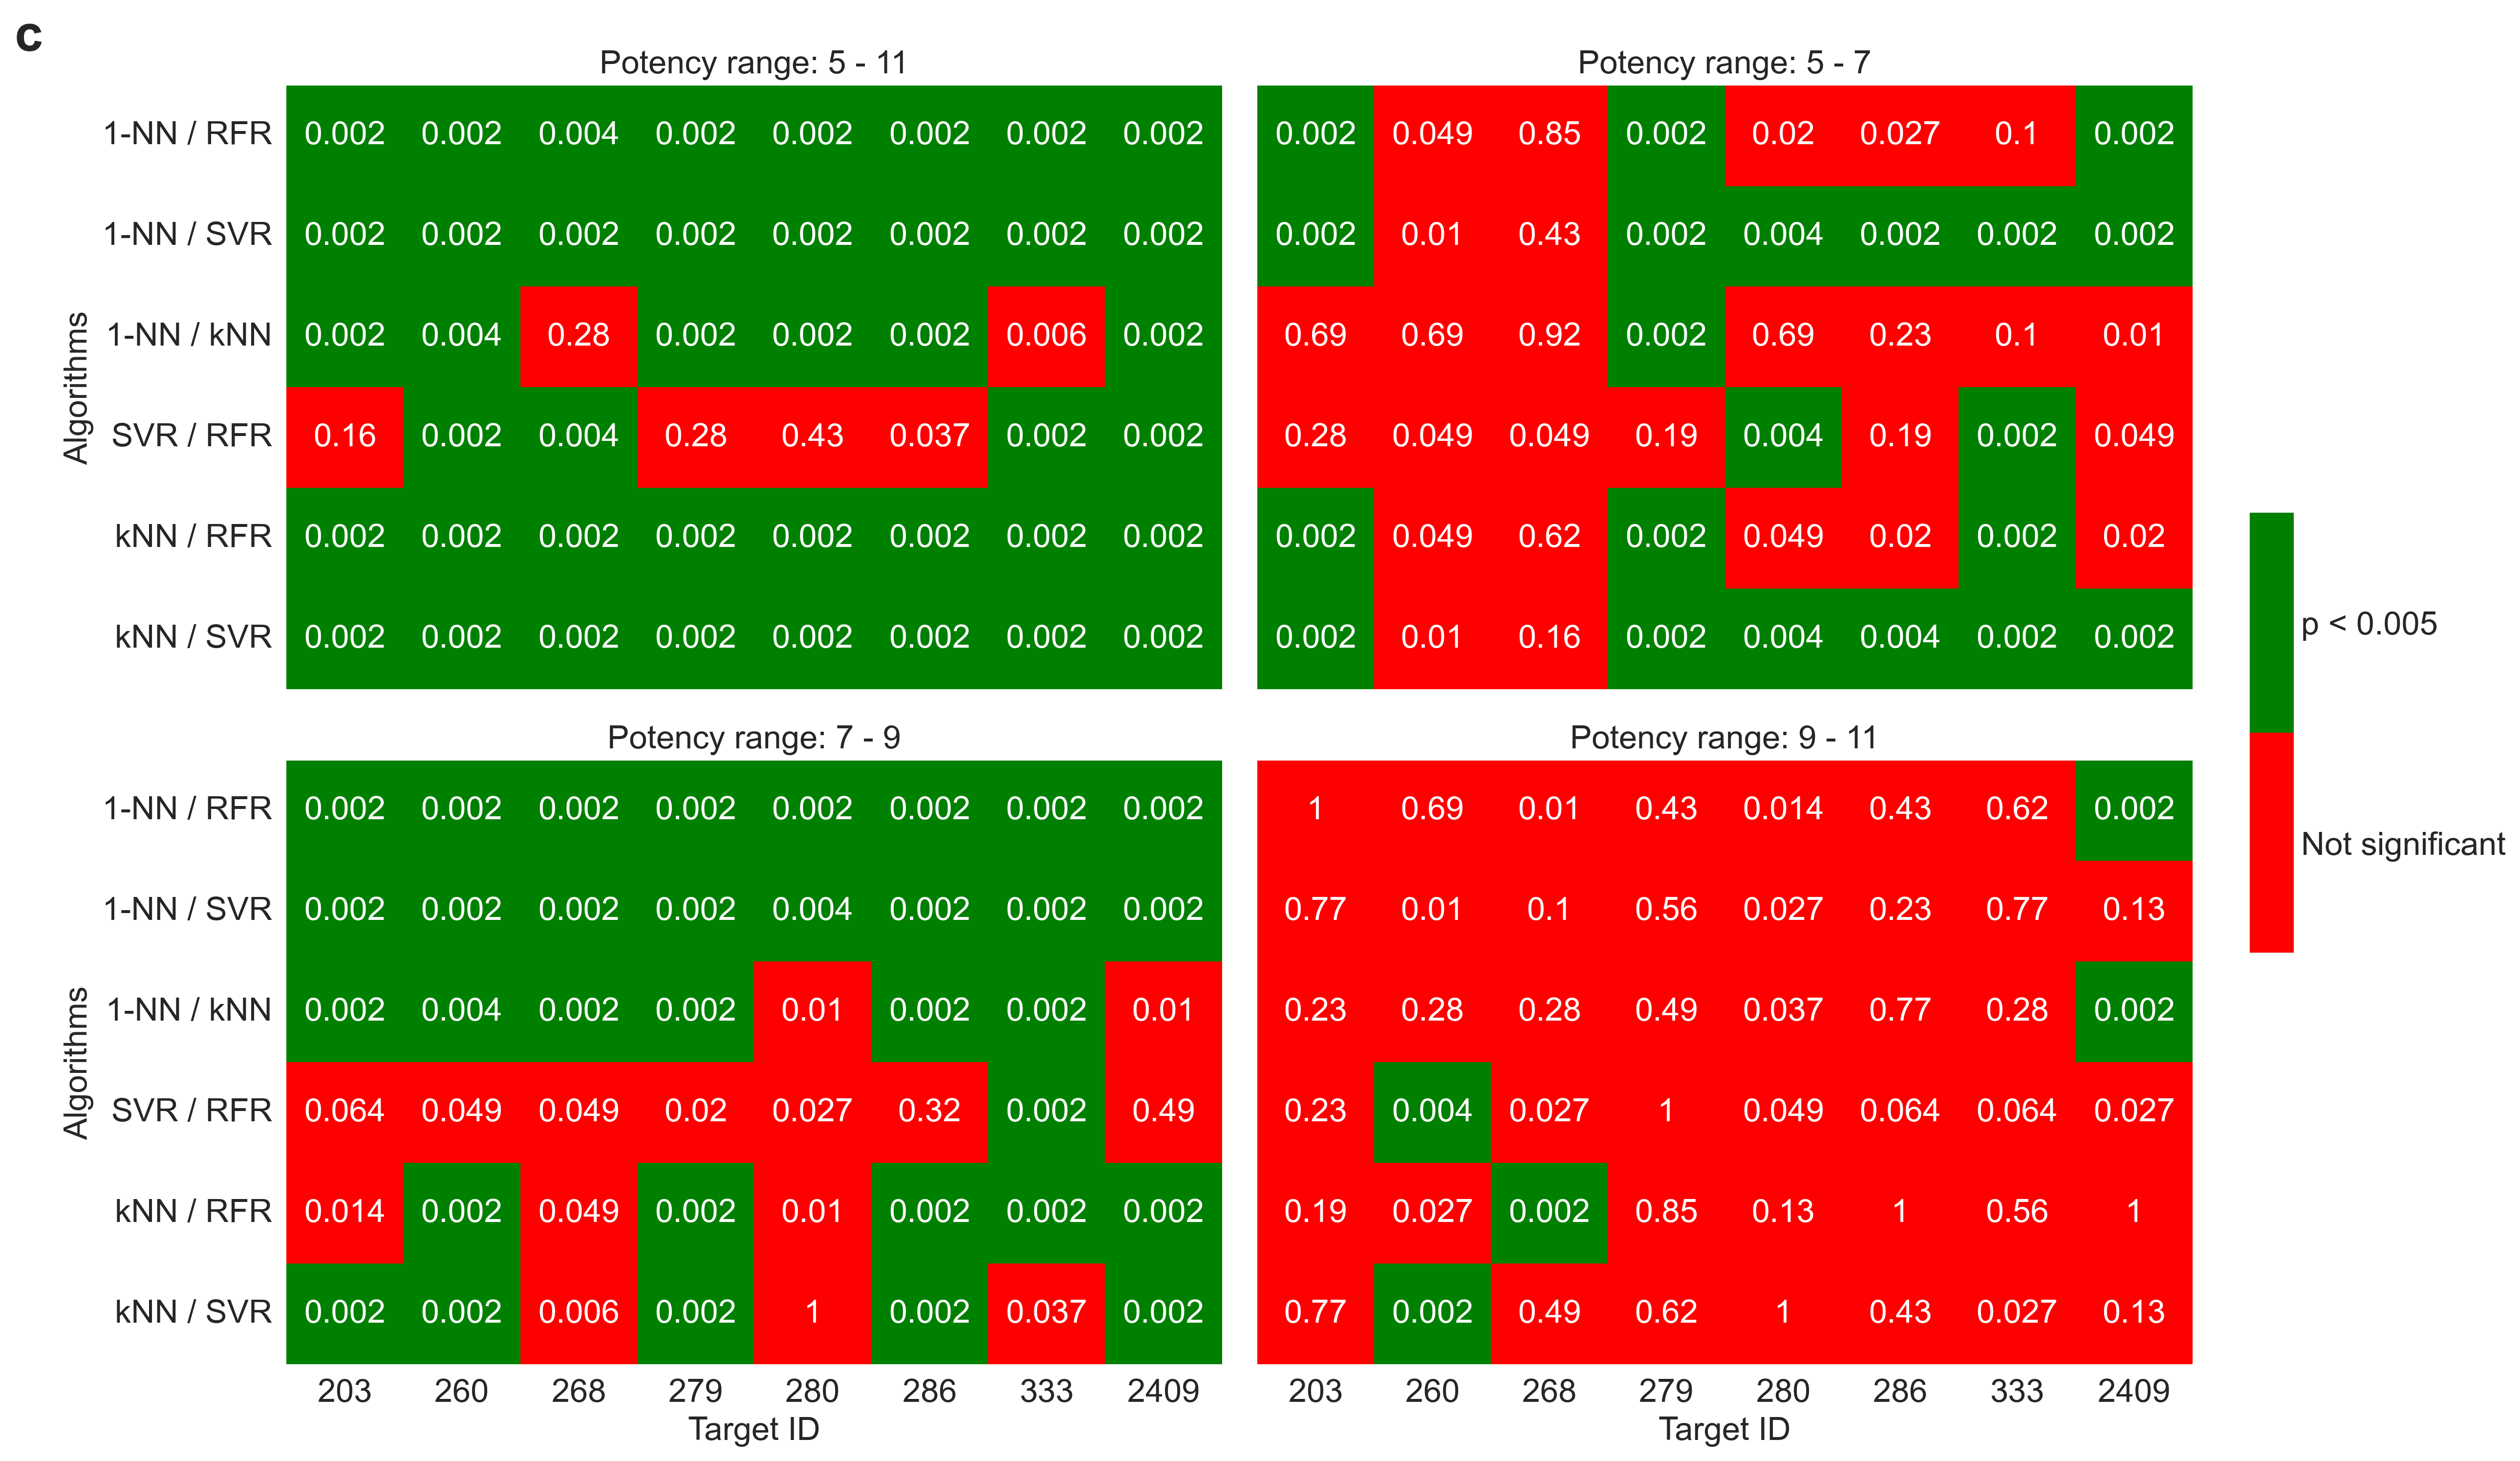 c
Potency range: 5 - 11
Algorithms
1-NN / RFR 0.002 0.002 0.004 0.002 0.002 0.002 0.002 0.002
1-NN / SVR 0.002 0.002 0.002 0.002 0.002 0.002 0.002 0.002
1-NN / kNN 0.002 0.004 0.28 0.002 0.002 0.002 0.006 0.002
SVR / RFR 0.16 0.002 0.004 0.28 0.43 0.037 0.002 0.002
kNN / RFR 0.002 0.002 0.002 0.002 0.002 0.002 0.002 0.002
kNN / SVR 0.002 0.002 0.002 0.002 0.002 0.002 0.002 0.002
Potency range: 5 - 7
0.002 0.049 0.85 0.002 0.02 0.027 0.1 0.002
0.002 0.01 0.43 0.002 0.004 0.002 0.002 0.002
0.69 0.69 0.92 0.002 0.69 0.23 0.1 0.01
0.28 0.049 0.049 0.19 0.004 0.19 0.002 0.049
0.002 0.049 0.62 0.002 0.049 0.02 0.002 0.02
0.002 0.01 0.16 0.002 0.004 0.004 0.002 0.002
Potency range: 7 - 9
Algorithms
1-NN / RFR 0.002 0.002 0.002 0.002 0.002 0.002 0.002 0.002
1-NN / SVR 0.002 0.002 0.002 0.002 0.004 0.002 0.002 0.002
1-NN / kNN 0.002 0.004 0.002 0.002 0.01 0.002 0.002 0.01
SVR / RFR 0.064 0.049 0.049 0.02 0.027 0.32 0.002 0.49
kNN / RFR 0.014 0.002 0.049 0.002 0.01 0.002 0.002 0.002
kNN / SVR 0.002 0.002 0.006 0.002 1 0.002 0.037 0.002
203 260 268 279 280 286 333 2409
Target ID
Potency range: 9 - 11
1 0.69 0.01 0.43 0.014 0.43 0.62 0.002
0.77 0.01 0.1 0.56 0.027 0.23 0.77 0.13
0.23 0.28 0.28 0.49 0.037 0.77 0.28 0.002
0.23 0.004 0.027 1 0.049 0.064 0.064 0.027
0.19 0.027 0.002 0.85 0.13 1 0.56 1
0.77 0.002 0.49 0.62 1 0.43 0.027 0.13
203 260 268 279 280 286 333 2409
Target ID
p < 0.005
Not significant